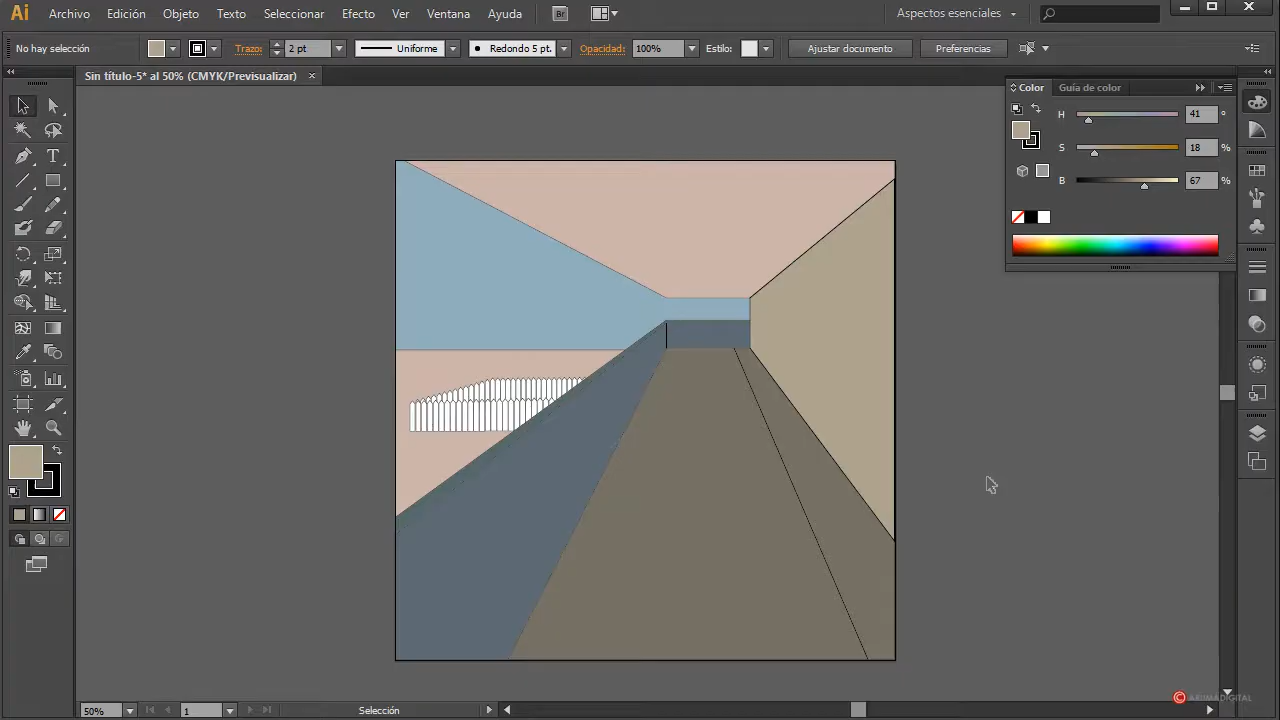 Ai Archivo Edición Objeto Texto Seleccionar Efecto Ver Ventana Ayuda Br Aspectos esenciales
No hay selección Trazo: 2 pt Uniforme Redondo 5 pt. Opacidad: 100% Estilo: Ajustar documento Preferencias
Sin título-5* al 50% (CMYK/Previsualizar)
Color Guía de color
H 41 °
S 18 %
B 67 %
T
© AEIIMADIGITAL
50% 1 Selección